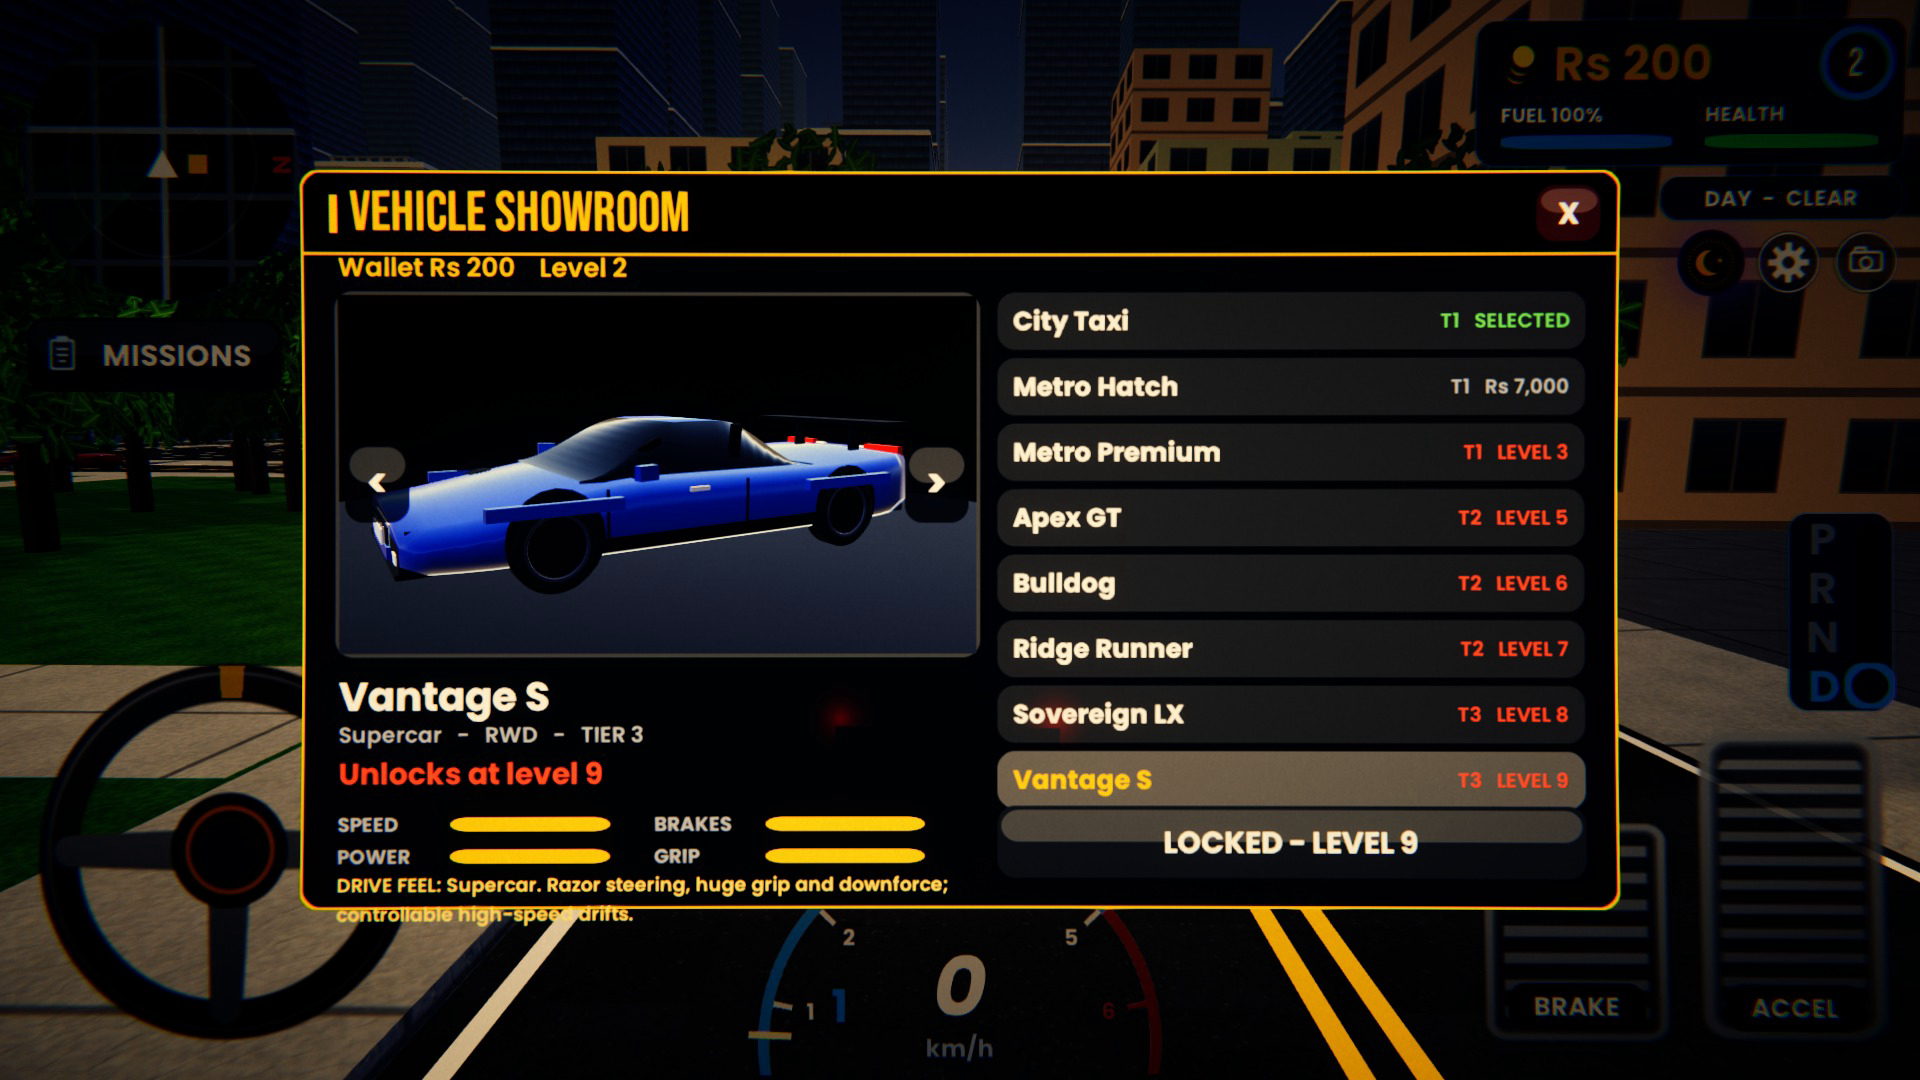 Rs 200
2
FUEL 100%
HEALTH
DAY - CLEAR
N
MISSIONS
VEHICLE SHOWROOM
X
Wallet Rs 200 Level 2
City Taxi T1 SELECTED
Metro Hatch T1 Rs 7,000
Metro Premium T1 LEVEL 3
Apex GT T2 LEVEL 5
Bulldog T2 LEVEL 6
Ridge Runner T2 LEVEL 7
Sovereign LX T3 LEVEL 8
Vantage S T3 LEVEL 9
LOCKED - LEVEL 9
Vantage S
Supercar - RWD - TIER 3
Unlocks at level 9
SPEED
BRAKES
POWER
GRIP
DRIVE FEEL: Supercar. Razor steering, huge grip and downforce;
controllable high-speed drifts.
P
R
N
D
2
5
1
1
0
6
km/h
BRAKE
ACCEL